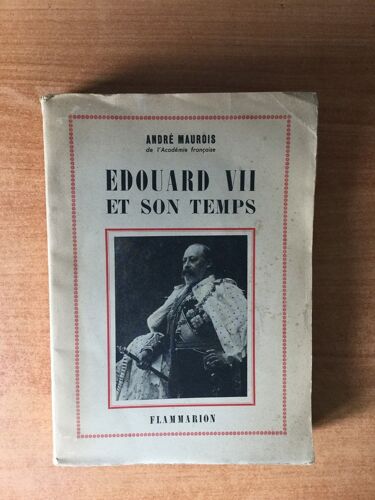 ANDRÉ MAUROIS
de l'Académie française
EDOUARD VII
ET SON TEMPS
FLAMMARION